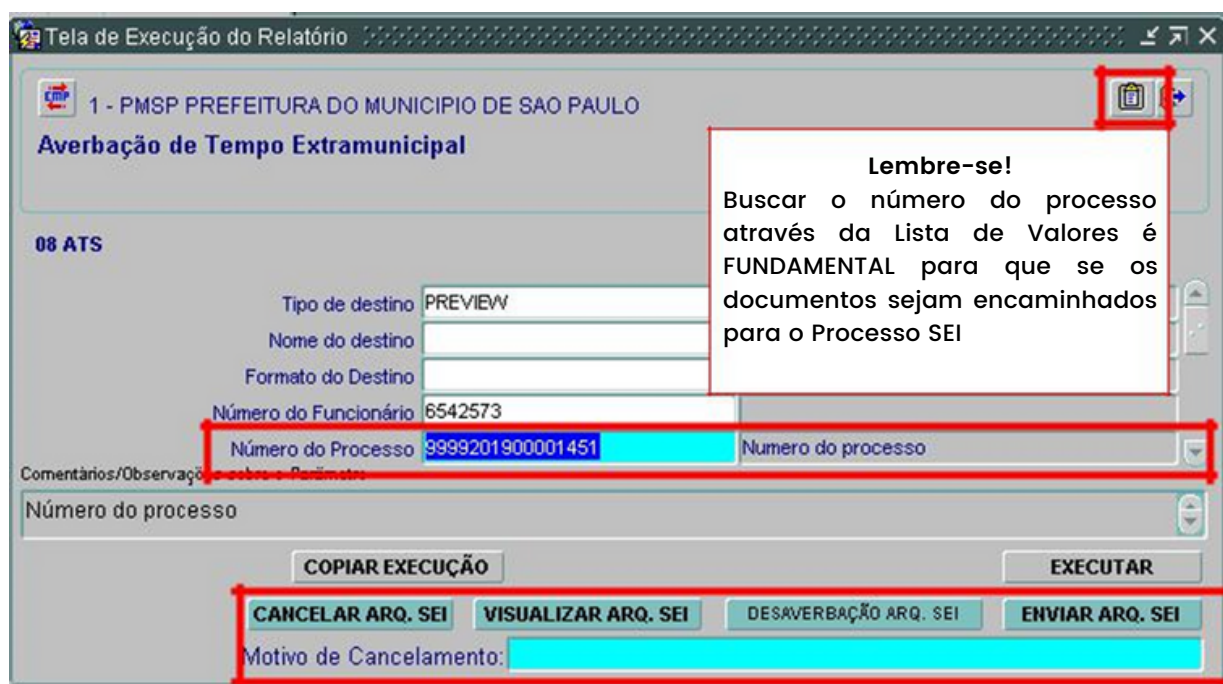 Tela de Execução do Relatório
1 - PMSP PREFEITURA DO MUNICIPIO DE SAO PAULO
Averbação de Tempo Extramunicipal
Lembre-se!
Buscar o número do processo
através da Lista de Valores é
FUNDAMENTAL para que se os
documentos sejam encaminhados
para o Processo SEI
08 ATS
Tipo de destino PREVIEW
Nome do destino
Formato do Destino
Número do Funcionário 6542573
Número do Processo 9999201900001451 Numero do processo
Comentários/Observações sobre o Parâmetro
Número do processo
COPIAR EXECUÇÃO EXECUTAR
CANCELAR ARQ. SEI VISUALIZAR ARQ. SEI DESAVERBAÇÃO ARQ. SEI ENVIAR ARQ. SEI
Motivo de Cancelamento: